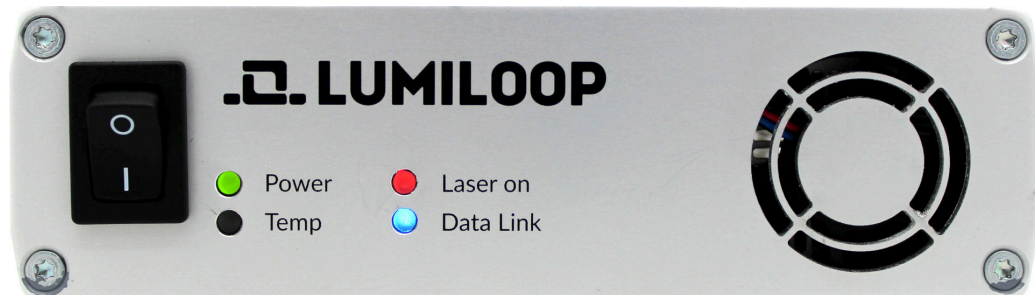 LUMILOOP
O
I
Power
Laser on
Temp
Data Link